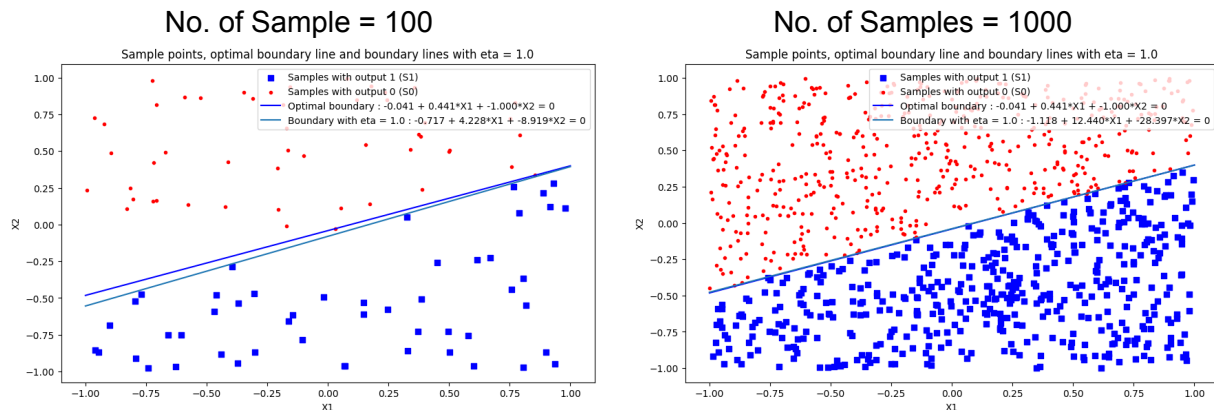 No. of Sample = 100
Sample points, optimal boundary line and boundary lines with eta = 1.0
Samples with output 1 (S1)
Samples with output 0 (S0)
Optimal boundary : -0.041 + 0.441*X1 + -1.000*X2 = 0
Boundary with eta = 1.0 : -0.717 + 4.228*X1 + -8.919*X2 = 0
1.00
0.75
0.50
0.25
0.00
−0.25
−0.50
−0.75
−1.00
X2
−1.00 −0.75 −0.50 −0.25 0.00 0.25 0.50 0.75 1.00
X1
No. of Samples = 1000
Sample points, optimal boundary line and boundary lines with eta = 1.0
Samples with output 1 (S1)
Samples with output 0 (S0)
Optimal boundary : -0.041 + 0.441*X1 + -1.000*X2 = 0
Boundary with eta = 1.0 : -1.118 + 12.440*X1 + -28.397*X2 = 0
1.00
0.75
0.50
0.25
0.00
−0.25
−0.50
−0.75
−1.00
X2
−1.00 −0.75 −0.50 −0.25 0.00 0.25 0.50 0.75 1.00
X1